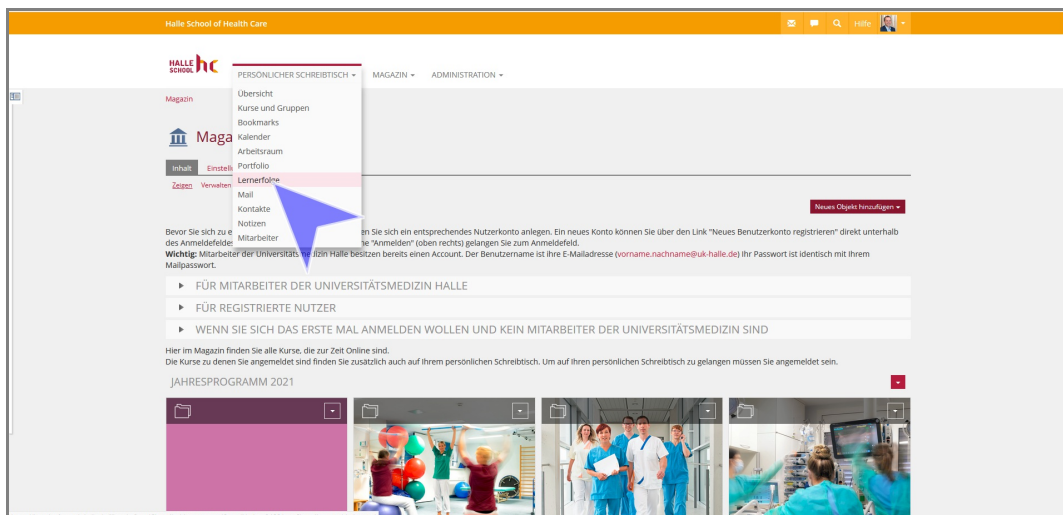 Halle School of Health Care
Hilfe
HALLE hc
SCHOOL
PERSÖNLICHER SCHREIBTISCH
MAGAZIN
ADMINISTRATION
Magazin
Übersicht
Kurse und Gruppen
Bookmarks
Kalender
Arbeitsraum
Portfolio
Lernerfolge
Mail
Kontakte
Notizen
Mitarbeiter
Inhalt
Zeigen Verwalten
Neues Objekt hinzufügen
Bevor Sie sich zu en Sie sich ein entsprechendes Nutzerkonto anlegen. Ein neues Konto können Sie über den Link "Neues Benutzerkonto registrieren" direkt unterhalb
des Anmeldefeldes "Anmelden" (oben rechts) gelangen Sie zum Anmeldefeld.
Wichtig: Mitarbeiter der Universitätsmedizin Halle besitzen bereits einen Account. Der Benutzername ist ihre E-Mailadresse (vorname.nachname@uk-halle.de) Ihr Passwort ist identisch mit Ihrem
Mailpasswort.
FÜR MITARBEITER DER UNIVERSITÄTSMEDIZIN HALLE
FÜR REGISTRIERTE NUTZER
WENN SIE SICH DAS ERSTE MAL ANMELDEN WOLLEN UND KEIN MITARBEITER DER UNIVERSITÄTSMEDIZIN SIND
Hier im Magazin finden Sie alle Kurse, die zur Zeit Online sind.
Die Kurse zu denen Sie angemeldet sind finden Sie zusätzlich auch auf Ihrem persönlichen Schreibtisch. Um auf Ihren persönlichen Schreibtisch zu gelangen müssen Sie angemeldet sein.
JAHRESPROGRAMM 2021